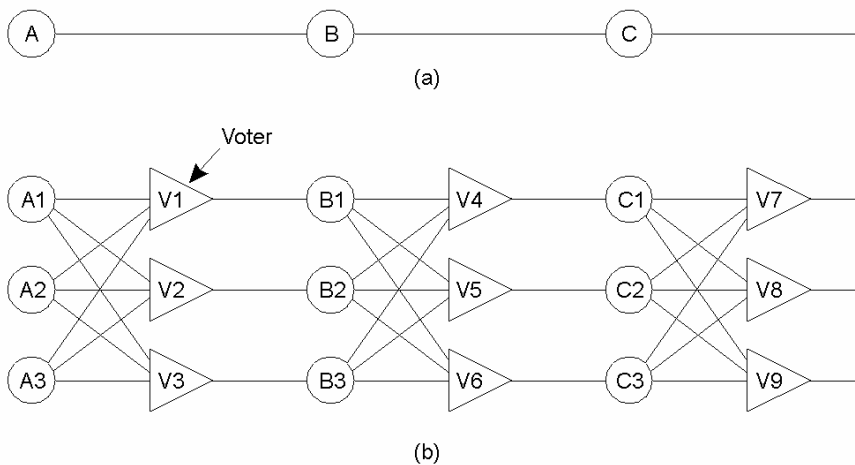 A B C
(a)
Voter
A1 V1 B1 V4 C1 V7
A2 V2 B2 V5 C2 V8
A3 V3 B3 V6 C3 V9
(b)